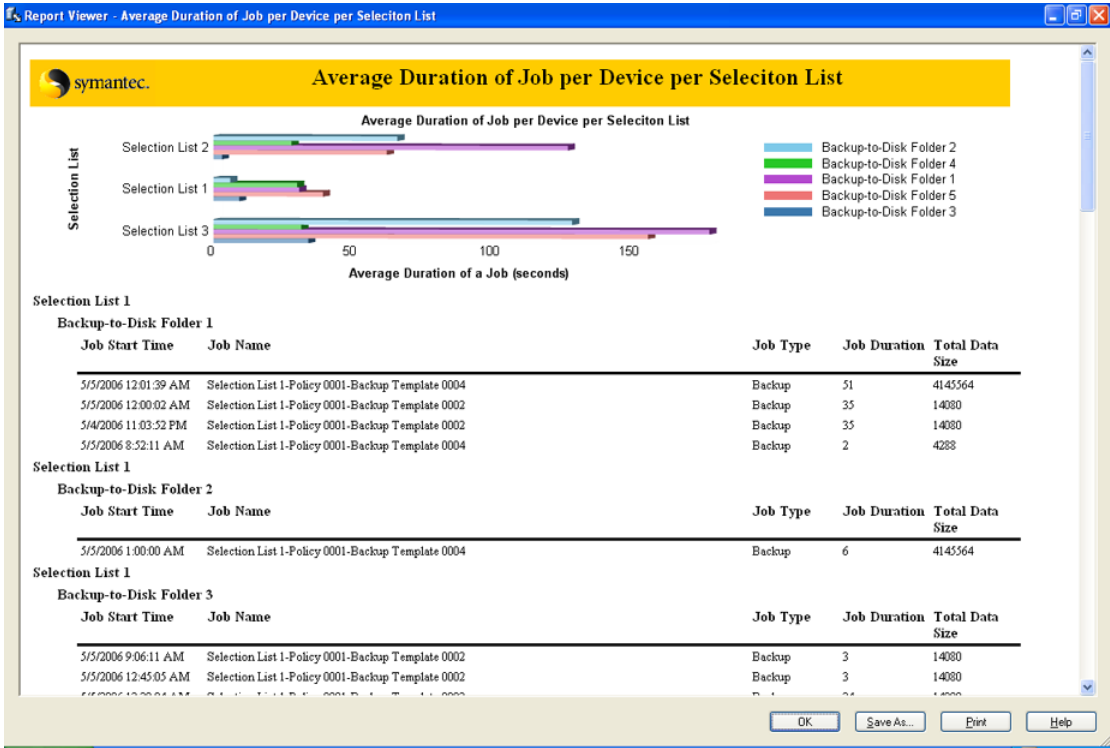 Report Viewer - Average Duration of Job per Device per Seleciton List
symantec.
Average Duration of Job per Device per Seleciton List
Average Duration of Job per Device per Seleciton List
Selection List
Selection List 2
Selection List 1
Selection List 3
0 50 100 150
Average Duration of a Job (seconds)
Backup-to-Disk Folder 2
Backup-to-Disk Folder 4
Backup-to-Disk Folder 1
Backup-to-Disk Folder 5
Backup-to-Disk Folder 3
Selection List 1
Backup-to-Disk Folder 1
Job Start Time Job Name Job Type Job Duration Total Data
Size
5/5/2006 12:01:39 AM Selection List 1-Policy 0001-Backup Template 0004 Backup 51 4145564
5/5/2006 12:00:02 AM Selection List 1-Policy 0001-Backup Template 0002 Backup 35 14080
5/4/2006 11:03:52 PM Selection List 1-Policy 0001-Backup Template 0002 Backup 35 14080
5/5/2006 8:52:11 AM Selection List 1-Policy 0001-Backup Template 0004 Backup 2 4288
Selection List 1
Backup-to-Disk Folder 2
Job Start Time Job Name Job Type Job Duration Total Data
Size
5/5/2006 1:00:00 AM Selection List 1-Policy 0001-Backup Template 0004 Backup 6 4145564
Selection List 1
Backup-to-Disk Folder 3
Job Start Time Job Name Job Type Job Duration Total Data
Size
5/5/2006 9:06:11 AM Selection List 1-Policy 0001-Backup Template 0002 Backup 3 14080
5/5/2006 12:45:05 AM Selection List 1-Policy 0001-Backup Template 0002 Backup 3 14080
OK Save As... Print Help